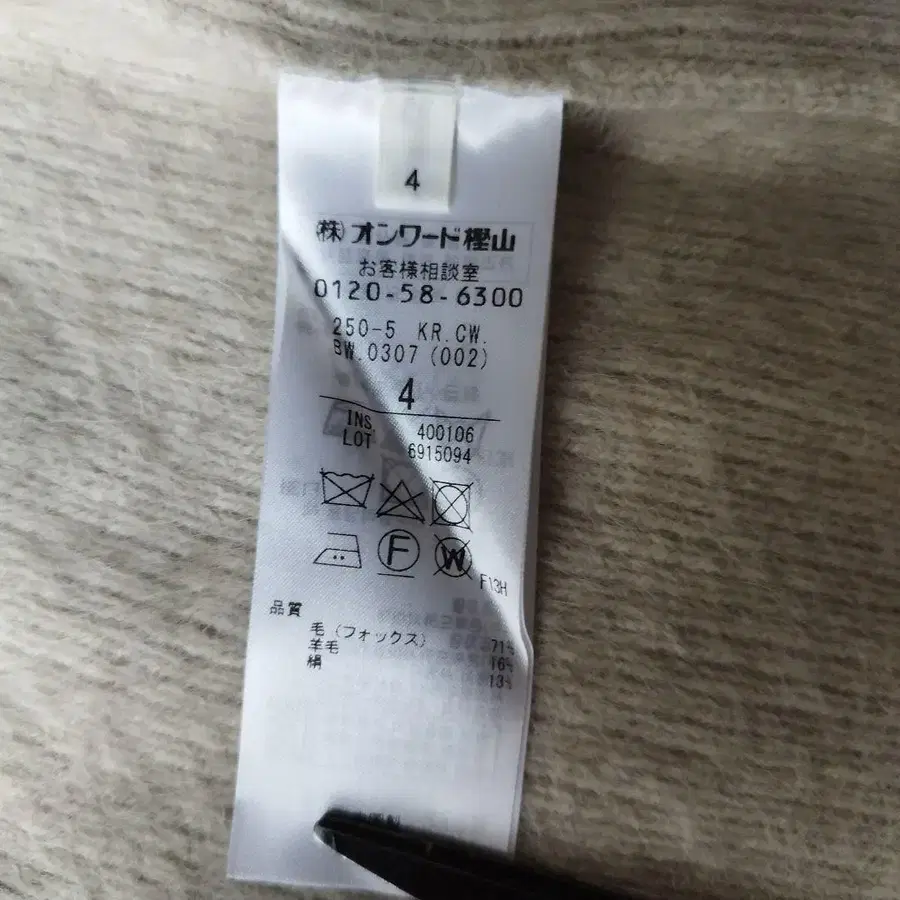 4
㈱オンワード樫山
お客様相談室
0120-58-6300
250-5 KR.CW.
BW.0307 (002)
4
INS 400106
LOT 6915094
F W
F13H
品質
毛(フォックス) 71%
羊毛 16%
絹 13%